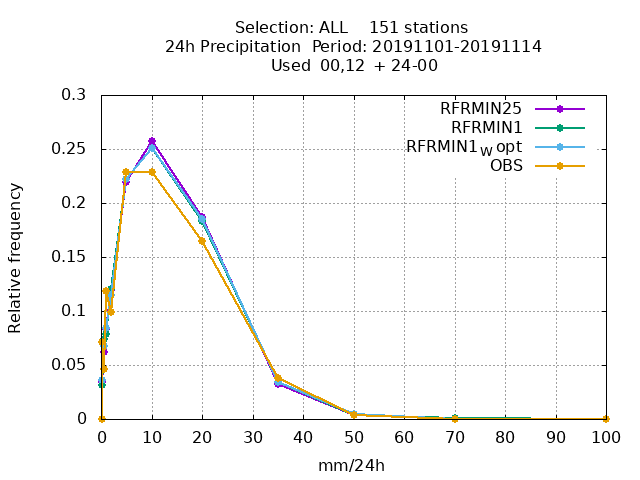 Selection: ALL    151 stations
24h Precipitation  Period: 20191101-20191114
Used  00,12  + 24-00
RFRMIN25
RFRMIN1
RFRMIN1_W opt
OBS
Relative frequency
0.3
0.25
0.2
0.15
0.1
0.05
0
0 10 20 30 40 50 60 70 80 90 100
mm/24h